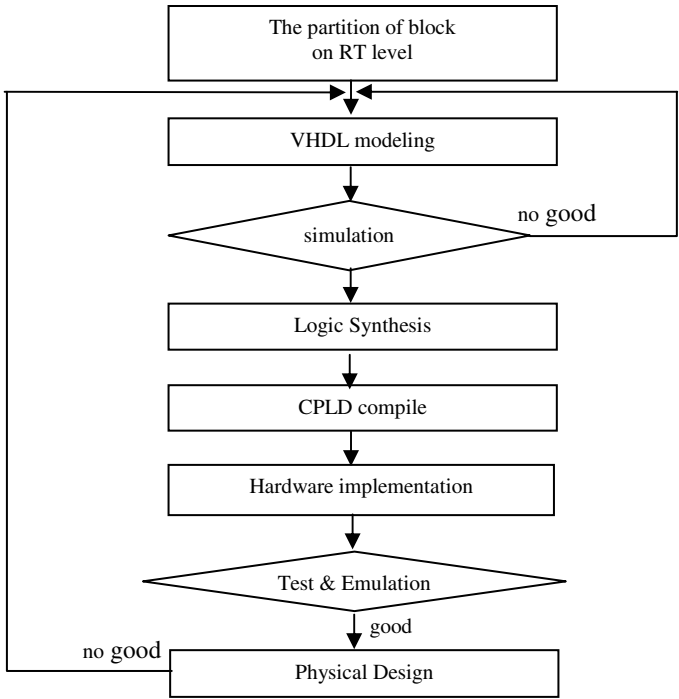 The partition of block
on RT level
VHDL modeling
no good
simulation
Logic Synthesis
CPLD compile
Hardware implementation
Test & Emulation
good
no good
Physical Design